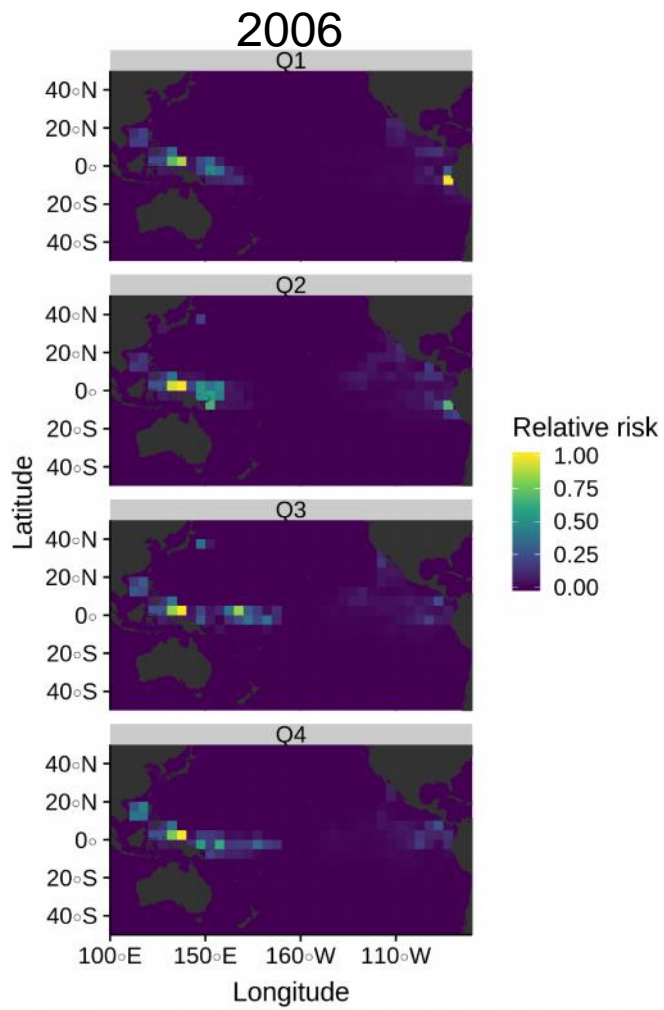 2006
Q1
40◦N
20◦N
0◦
20◦S
40◦S
Q2
40◦N
20◦N
0◦
20◦S
40◦S
Q3
40◦N
20◦N
0◦
20◦S
40◦S
Q4
40◦N
20◦N
0◦
20◦S
40◦S
100◦E 150◦E 160◦W 110◦W
Longitude
Latitude
Relative risk
1.00
0.75
0.50
0.25
0.00